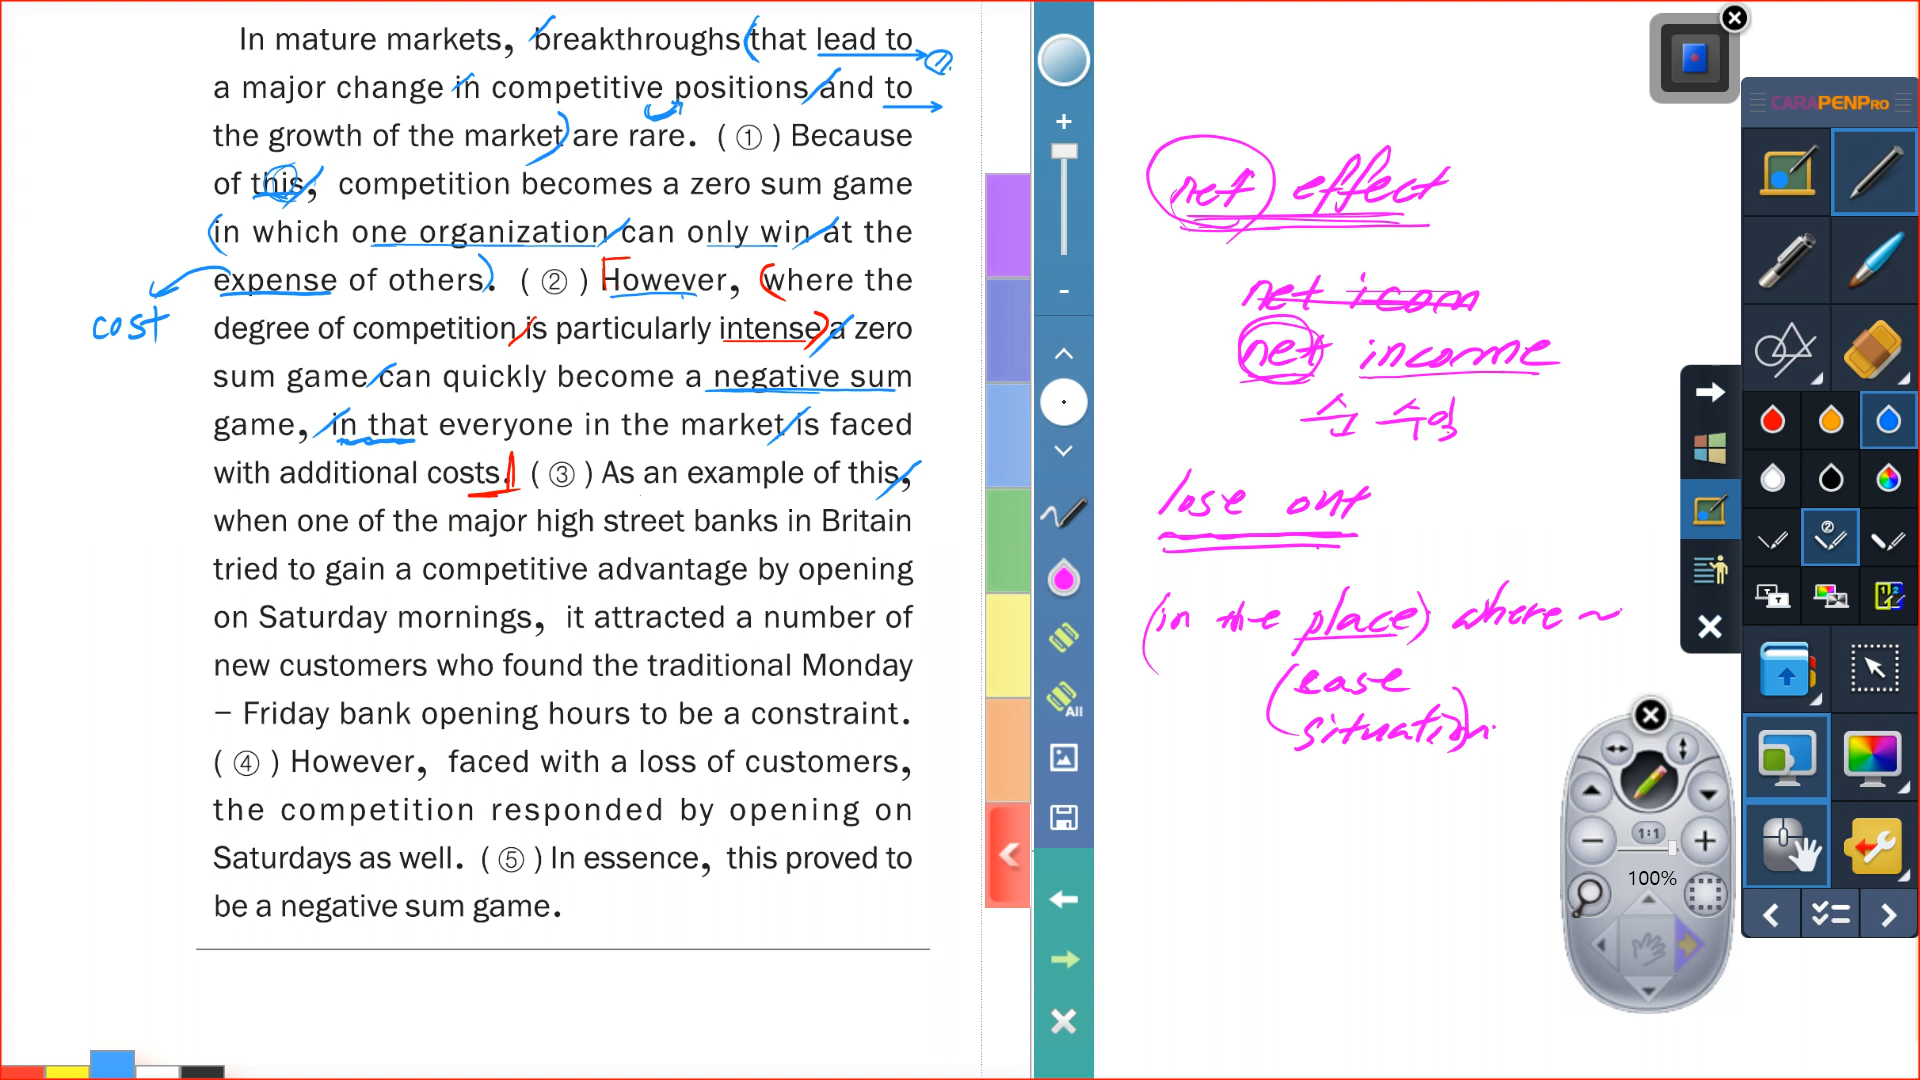 In mature markets, breakthroughs that lead to
a major change in competitive positions and to
the growth of the market are rare. ( ① ) Because
of this, competition becomes a zero sum game
in which one organization can only win at the
expense of others. ( ② ) However, where the
degree of competition is particularly intense a zero
sum game can quickly become a negative sum
game, in that everyone in the market is faced
with additional costs. ( ③ ) As an example of this,
when one of the major high street banks in Britain
tried to gain a competitive advantage by opening
on Saturday mornings, it attracted a number of
new customers who found the traditional Monday
– Friday bank opening hours to be a constraint.
( ④ ) However, faced with a loss of customers,
the competition responded by opening on
Saturdays as well. ( ⑤ ) In essence, this proved to
be a negative sum game.
cost
net effect
net icom
net income
순 수익
lose out
(in the place) where ~
(case
situation)
All
CARAPENPRO
②
1:1
100%